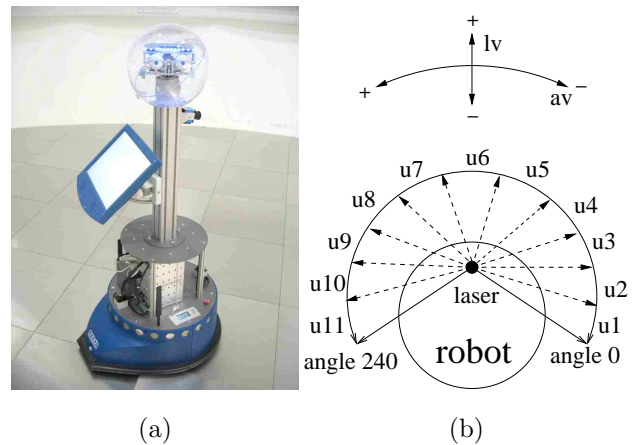 +
lv
+
−
av
−
u6
u7
u5
u8
u4
u9
u3
u10
u2
laser
u11
u1
angle 240
robot
angle 0
(a)
(b)